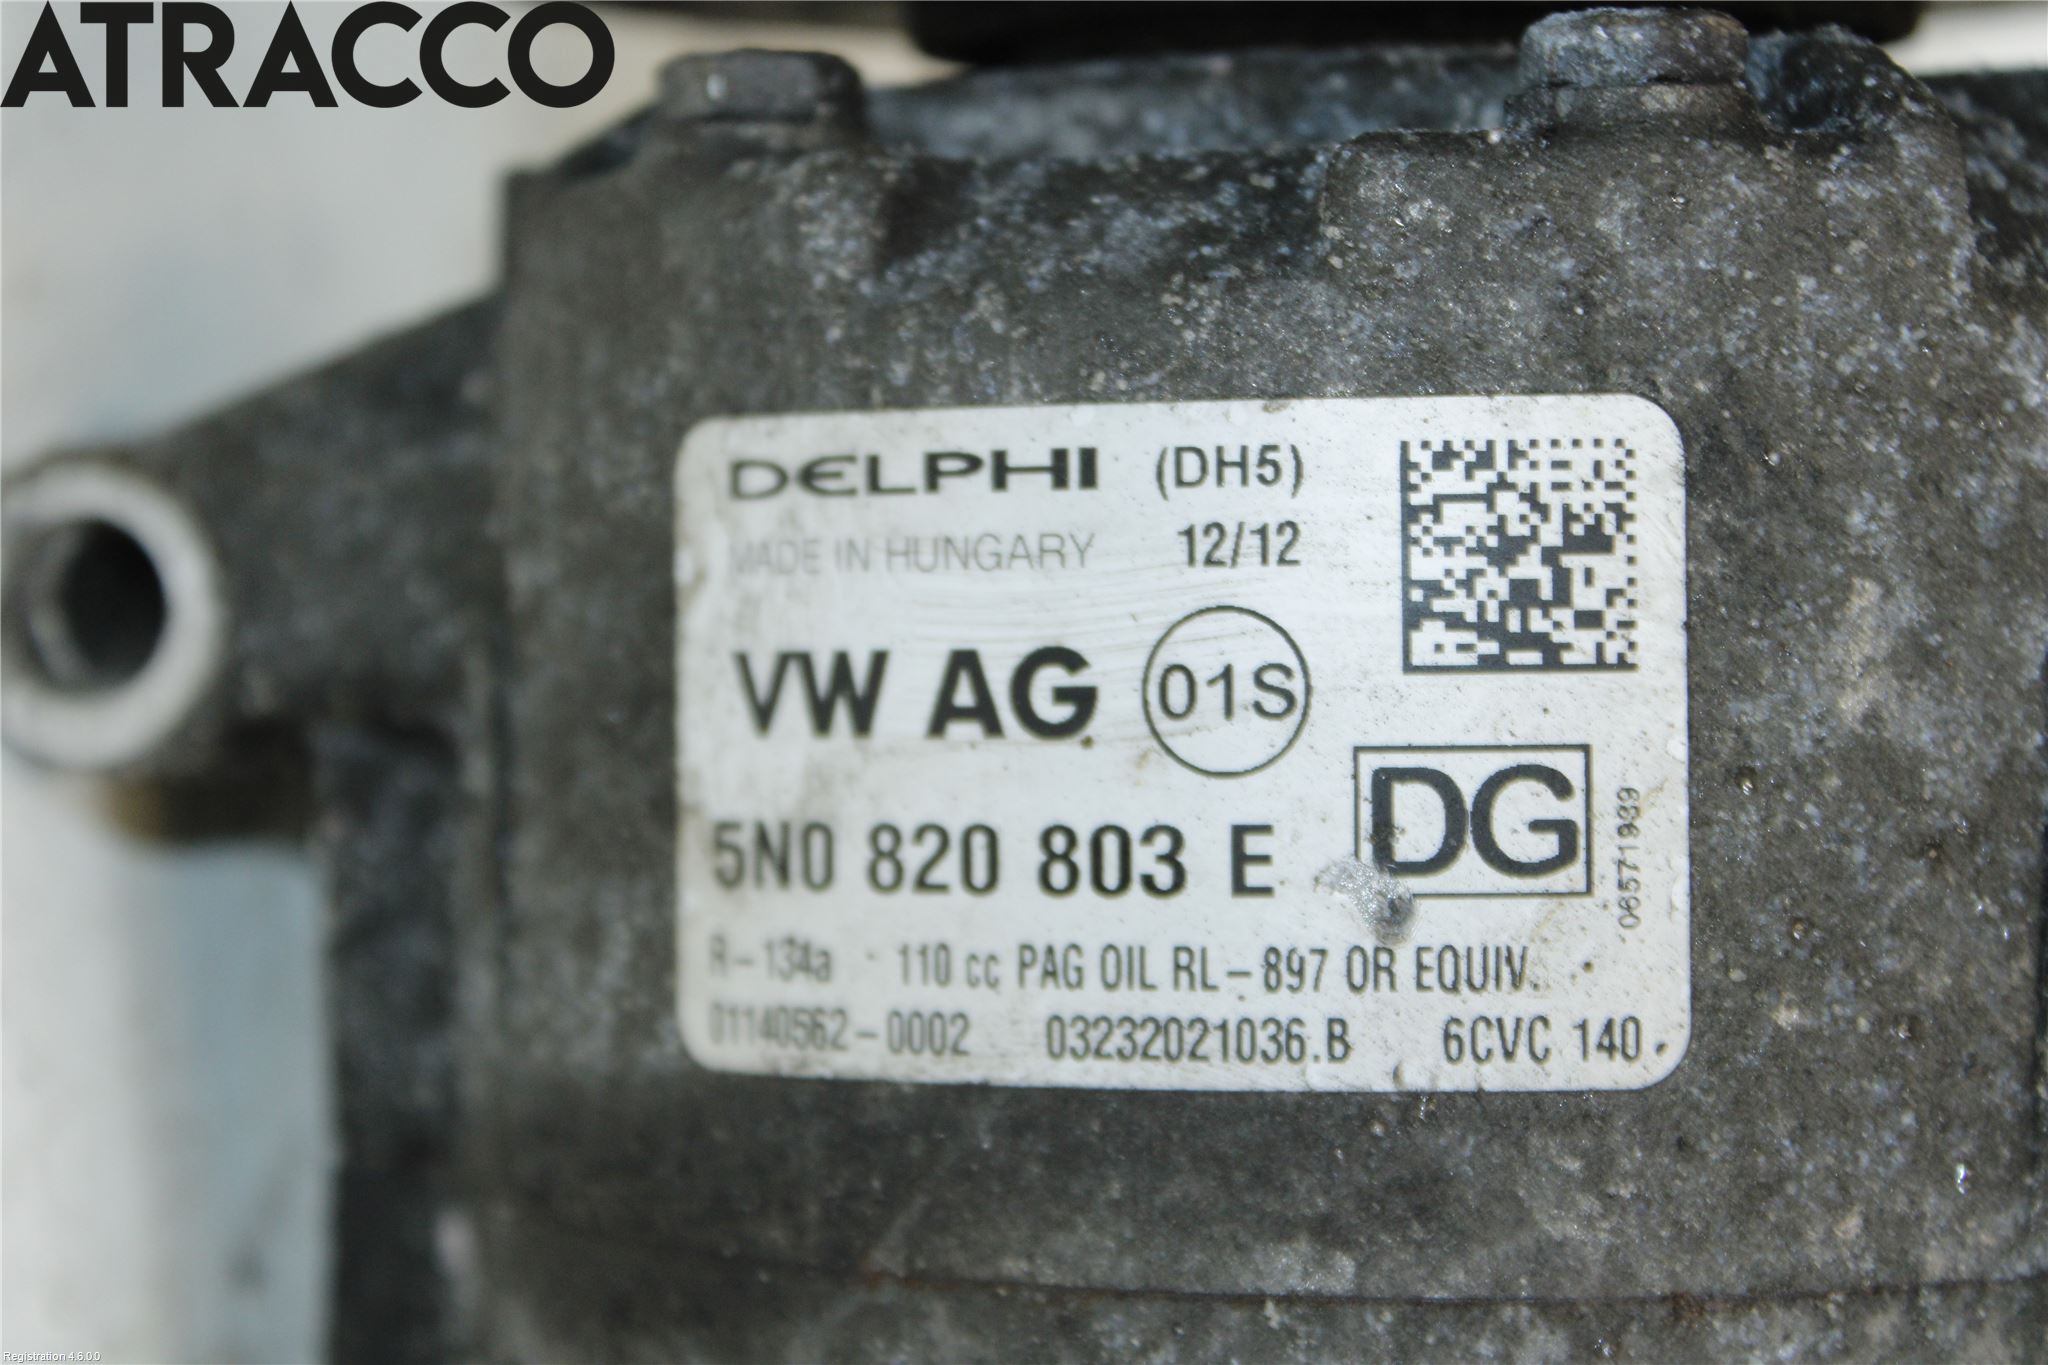 ATRACCO
DELPHI (DH5)
MADE IN HUNGARY 12/12
VW AG 01S
DG
5N0 820 803 E
06571939
R-134a 110 cc PAG OIL RL-897 OR EQUIV.
01140562-0002 03232021036.B 6CVC 140
Registration 4.6.0.0